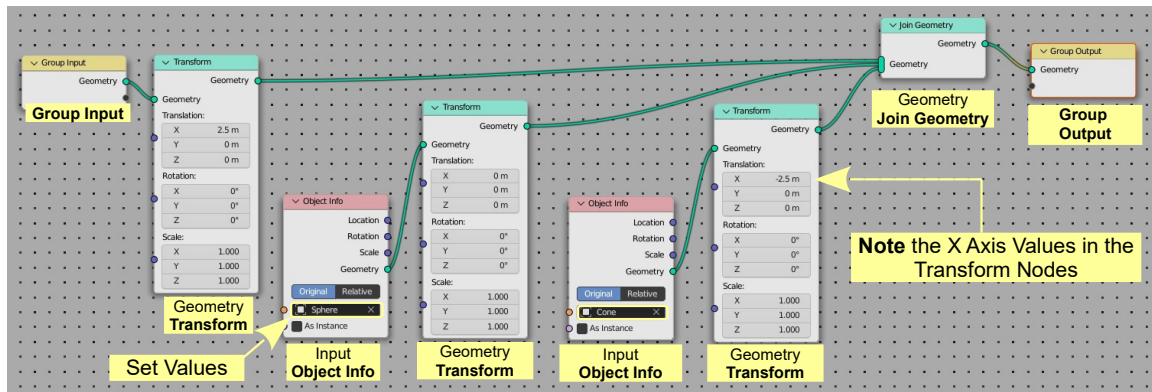 Group Input
Geometry
Group Input
Transform
Geometry
Geometry
Translation:
X 2.5 m
Y 0 m
Z 0 m
Rotation:
X 0°
Y 0°
Z 0°
Scale:
X 1.000
Y 1.000
Z 1.000
Geometry
Transform
Set Values
Object Info
Location
Rotation
Scale
Geometry
Original Relative
Sphere
As Instance
Input
Object Info
Transform
Geometry
Geometry
Translation:
X 0 m
Y 0 m
Z 0 m
Rotation:
X 0°
Y 0°
Z 0°
Scale:
X 1.000
Y 1.000
Z 1.000
Geometry
Transform
Object Info
Location
Rotation
Scale
Geometry
Original Relative
Cone
As Instance
Input
Object Info
Transform
Geometry
Geometry
Translation:
X -2.5 m
Y 0 m
Z 0 m
Rotation:
X 0°
Y 0°
Z 0°
Scale:
X 1.000
Y 1.000
Z 1.000
Geometry
Transform
Join Geometry
Geometry
Geometry
Geometry
Join Geometry
Group Output
Geometry
Group
Output
Note the X Axis Values in the
Transform Nodes